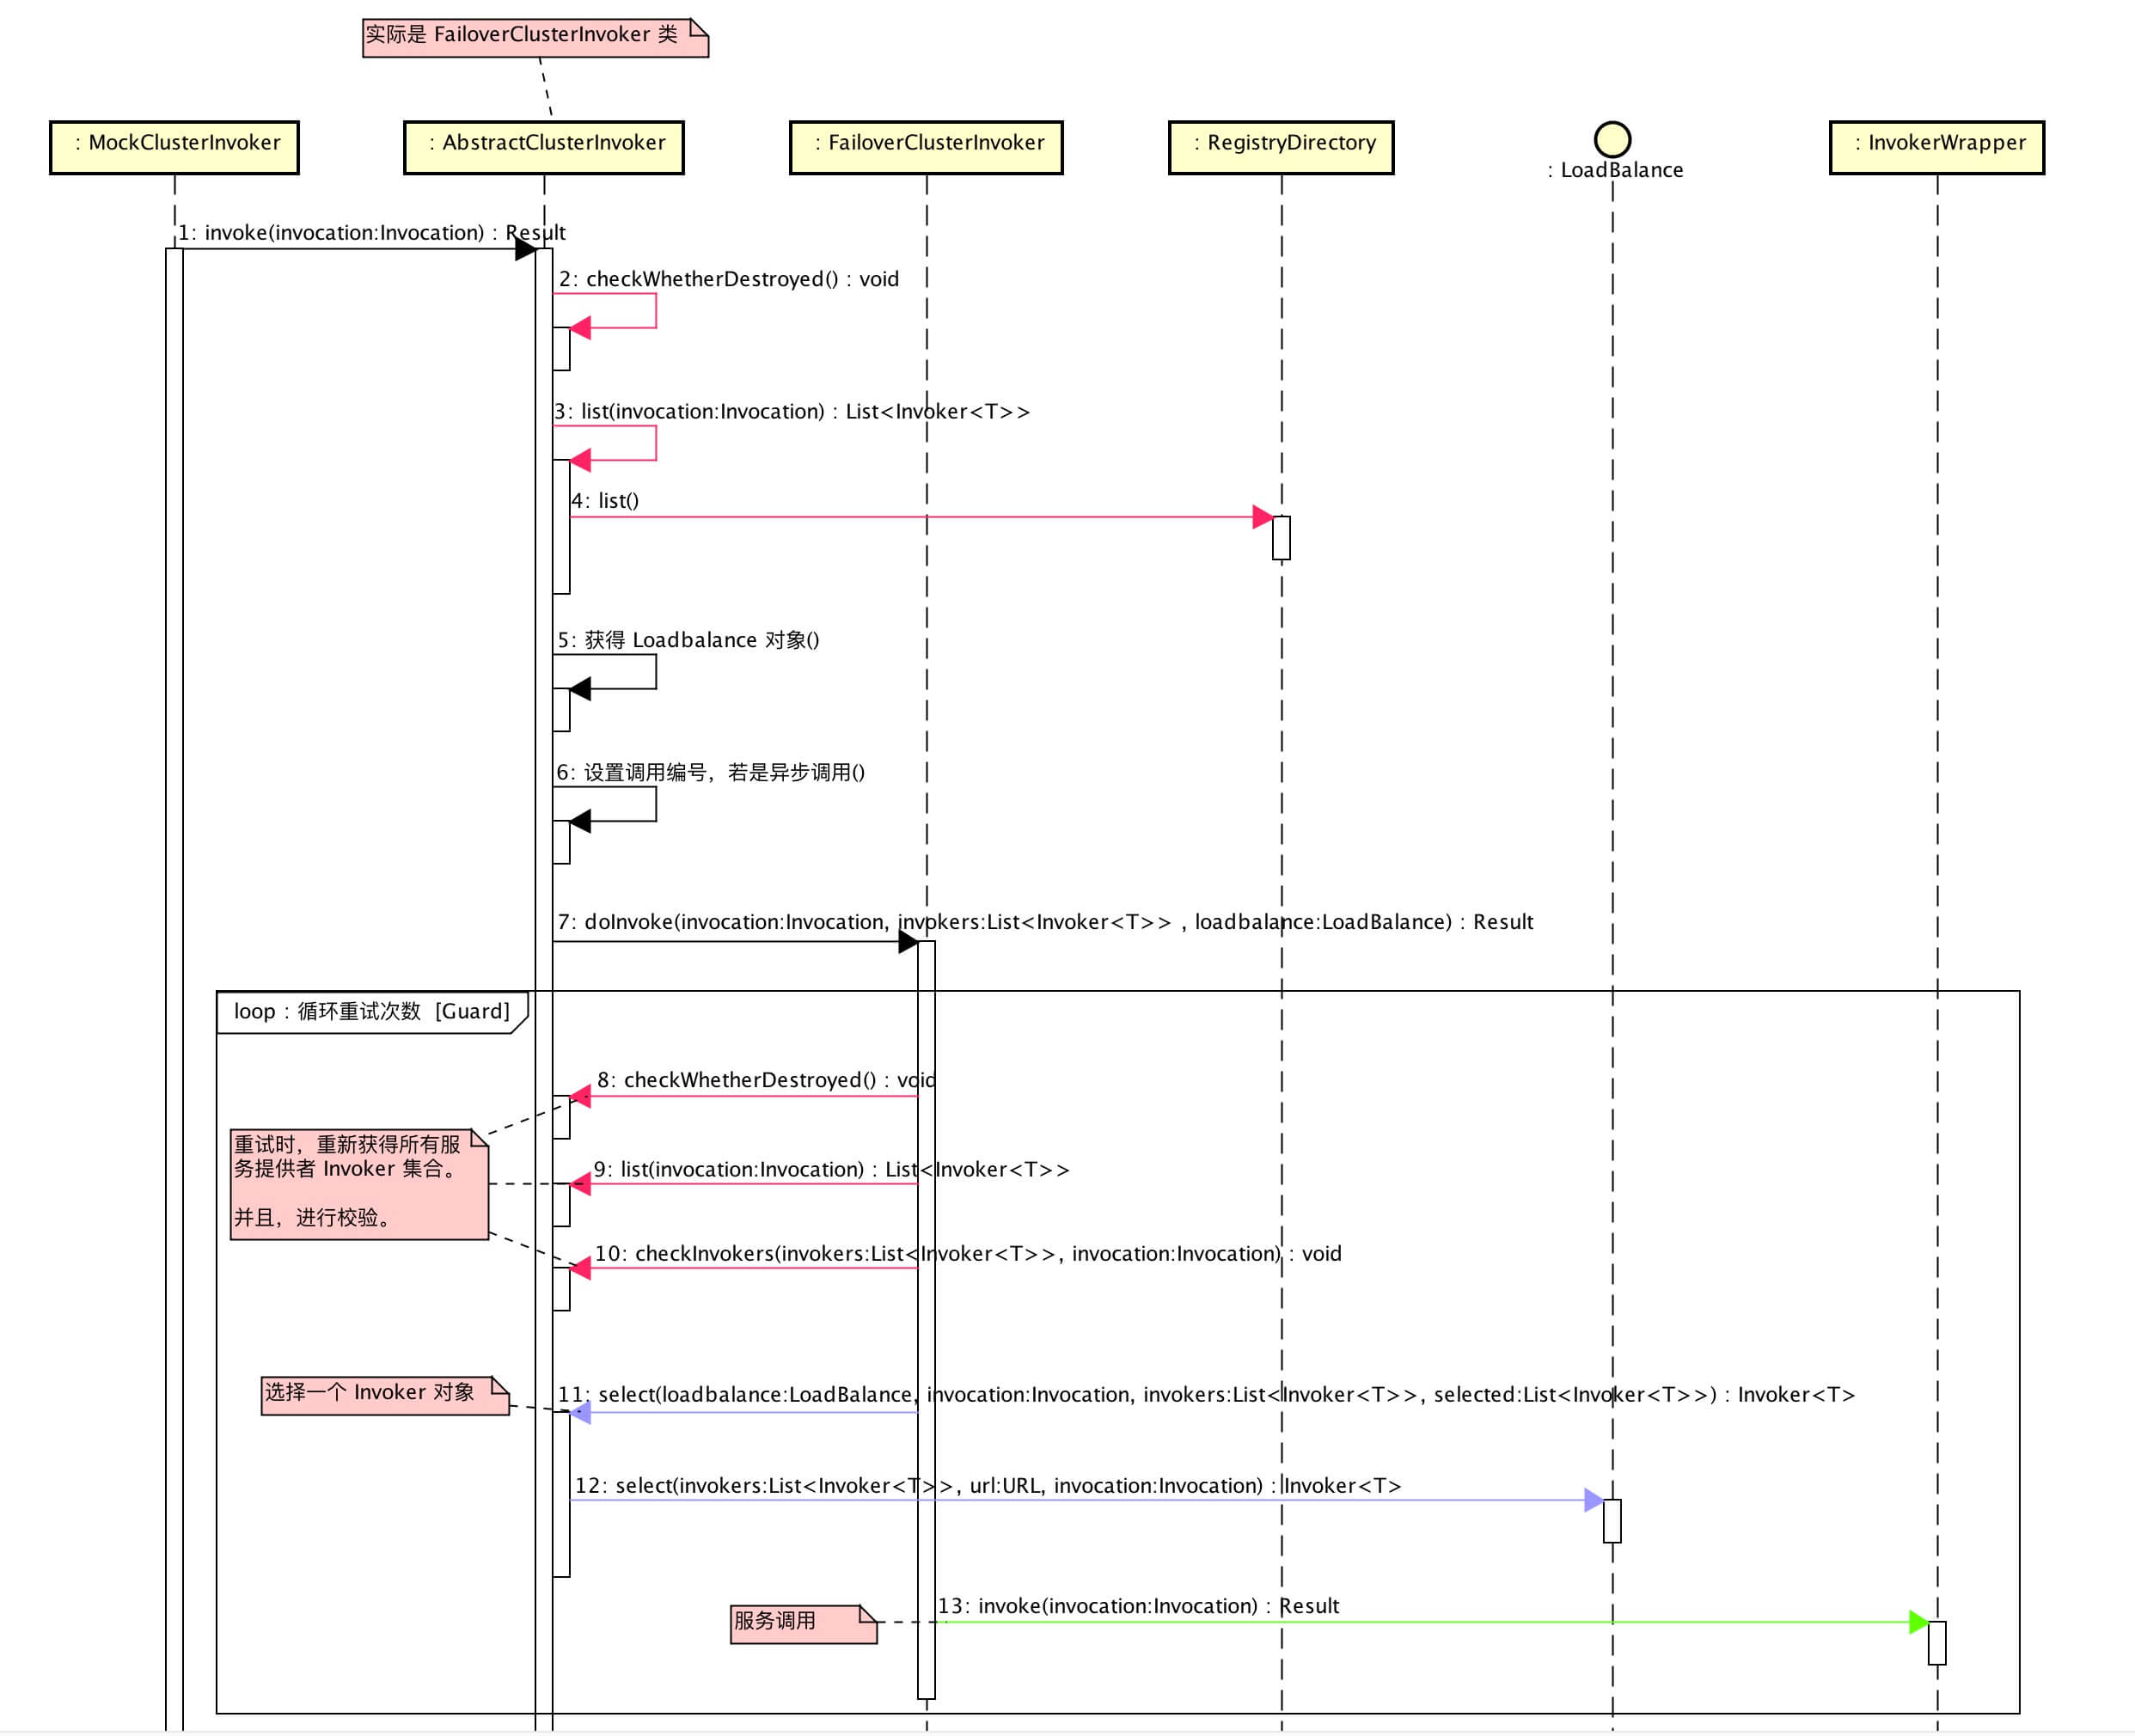 实际是 FailoverClusterInvoker 类
: MockClusterInvoker
: AbstractClusterInvoker
: FailoverClusterInvoker
: RegistryDirectory
: LoadBalance
: InvokerWrapper
1: invoke(invocation:Invocation) : Result
2: checkWhetherDestroyed() : void
3: list(invocation:Invocation) : List<Invoker<T>>
4: list()
5: 获得 Loadbalance 对象()
6: 设置调用编号，若是异步调用()
7: doInvoke(invocation:Invocation, invokers:List<Invoker<T>> , loadbalance:LoadBalance) : Result
loop : 循环重试次数 [Guard]
8: checkWhetherDestroyed() : void
重试时，重新获得所有服
务提供者 Invoker 集合。
并且，进行校验。
9: list(invocation:Invocation) : List<Invoker<T>>
10: checkInvokers(invokers:List<Invoker<T>>, invocation:Invocation) : void
选择一个 Invoker 对象
11: select(loadbalance:LoadBalance, invocation:Invocation, invokers:List<Invoker<T>>, selected:List<Invoker<T>>) : Invoker<T>
12: select(invokers:List<Invoker<T>>, url:URL, invocation:Invocation) : Invoker<T>
服务调用
13: invoke(invocation:Invocation) : Result